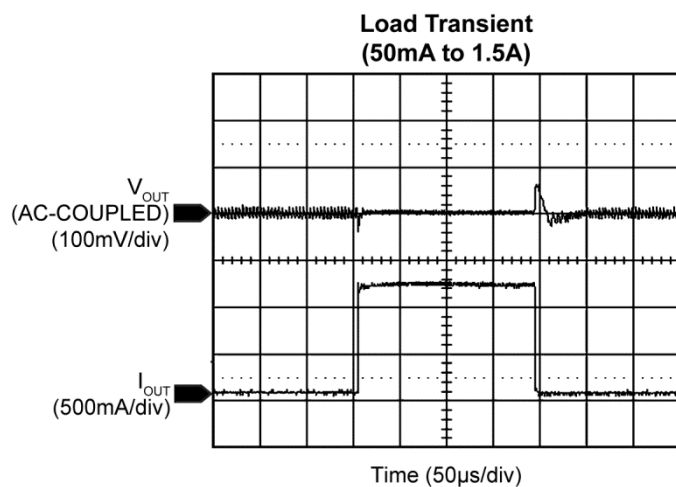 Load Transient
(50mA to 1.5A)
VOUT
(AC-COUPLED)
(100mV/div)
IOUT
(500mA/div)
Time (50µs/div)